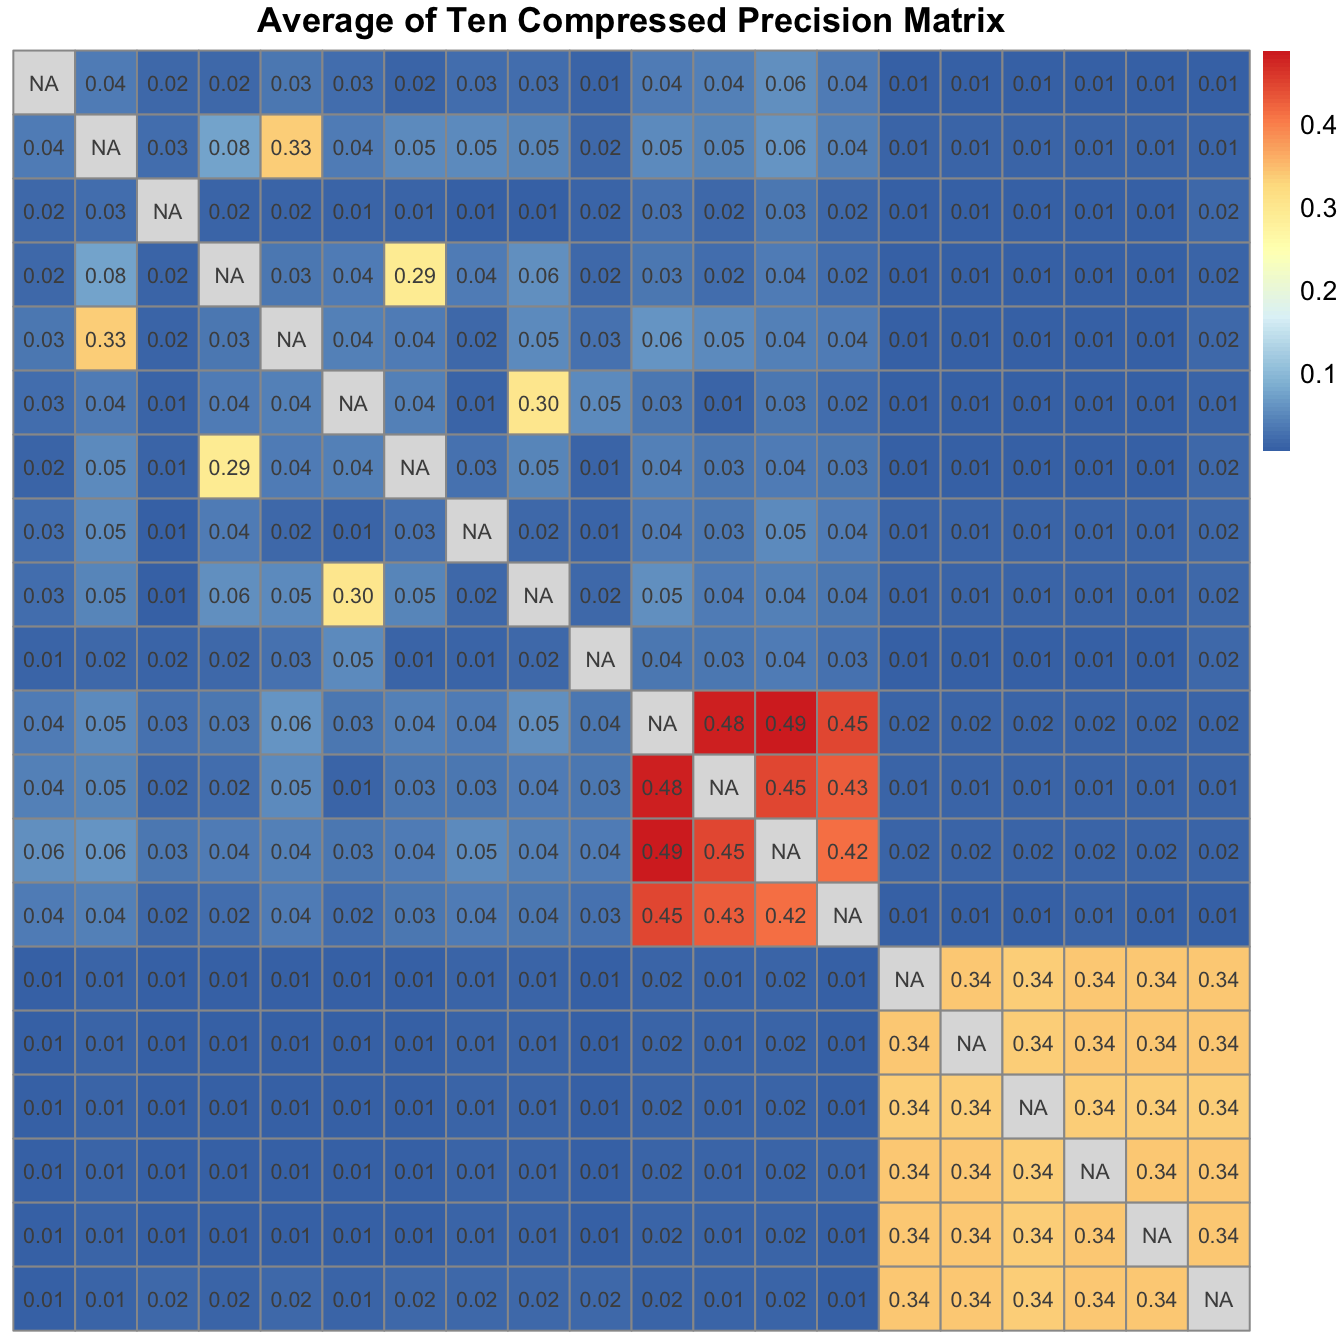 Average of Ten Compressed Precision Matrix
NA 0.04 0.02 0.02 0.03 0.03 0.02 0.03 0.03 0.01 0.04 0.04 0.06 0.04 0.01 0.01 0.01 0.01 0.01 0.01
0.04 NA 0.03 0.08 0.33 0.04 0.05 0.05 0.05 0.02 0.05 0.05 0.06 0.04 0.01 0.01 0.01 0.01 0.01 0.01
0.02 0.03 NA 0.02 0.02 0.01 0.01 0.01 0.01 0.02 0.03 0.02 0.03 0.02 0.01 0.01 0.01 0.01 0.01 0.02
0.02 0.08 0.02 NA 0.03 0.04 0.29 0.04 0.06 0.02 0.03 0.02 0.04 0.02 0.01 0.01 0.01 0.01 0.01 0.02
0.03 0.33 0.02 0.03 NA 0.04 0.04 0.02 0.05 0.03 0.06 0.05 0.04 0.04 0.01 0.01 0.01 0.01 0.01 0.02
0.03 0.04 0.01 0.04 0.04 NA 0.04 0.01 0.30 0.05 0.03 0.01 0.03 0.02 0.01 0.01 0.01 0.01 0.01 0.01
0.02 0.05 0.01 0.29 0.04 0.04 NA 0.03 0.05 0.01 0.04 0.03 0.04 0.03 0.01 0.01 0.01 0.01 0.01 0.02
0.03 0.05 0.01 0.04 0.02 0.01 0.03 NA 0.02 0.01 0.04 0.03 0.05 0.04 0.01 0.01 0.01 0.01 0.01 0.02
0.03 0.05 0.01 0.06 0.05 0.30 0.05 0.02 NA 0.02 0.05 0.04 0.04 0.04 0.01 0.01 0.01 0.01 0.01 0.02
0.01 0.02 0.02 0.02 0.03 0.05 0.01 0.01 0.02 NA 0.04 0.03 0.04 0.03 0.01 0.01 0.01 0.01 0.01 0.02
0.04 0.05 0.03 0.03 0.06 0.03 0.04 0.04 0.05 0.04 NA 0.48 0.49 0.45 0.02 0.02 0.02 0.02 0.02 0.02
0.04 0.05 0.02 0.02 0.05 0.01 0.03 0.03 0.04 0.03 0.48 NA 0.45 0.43 0.01 0.01 0.01 0.01 0.01 0.01
0.06 0.06 0.03 0.04 0.04 0.03 0.04 0.05 0.04 0.04 0.49 0.45 NA 0.42 0.02 0.02 0.02 0.02 0.02 0.02
0.04 0.04 0.02 0.02 0.04 0.02 0.03 0.04 0.04 0.03 0.45 0.43 0.42 NA 0.01 0.01 0.01 0.01 0.01 0.01
0.01 0.01 0.01 0.01 0.01 0.01 0.01 0.01 0.01 0.01 0.02 0.01 0.02 0.01 NA 0.34 0.34 0.34 0.34 0.34
0.01 0.01 0.01 0.01 0.01 0.01 0.01 0.01 0.01 0.01 0.02 0.01 0.02 0.01 0.34 NA 0.34 0.34 0.34 0.34
0.01 0.01 0.01 0.01 0.01 0.01 0.01 0.01 0.01 0.01 0.02 0.01 0.02 0.01 0.34 0.34 NA 0.34 0.34 0.34
0.01 0.01 0.01 0.01 0.01 0.01 0.01 0.01 0.01 0.01 0.02 0.01 0.02 0.01 0.34 0.34 0.34 NA 0.34 0.34
0.01 0.01 0.01 0.01 0.01 0.01 0.01 0.01 0.01 0.01 0.02 0.01 0.02 0.01 0.34 0.34 0.34 0.34 NA 0.34
0.01 0.01 0.02 0.02 0.02 0.01 0.02 0.02 0.02 0.02 0.02 0.01 0.02 0.01 0.34 0.34 0.34 0.34 0.34 NA
0.4
0.3
0.2
0.1